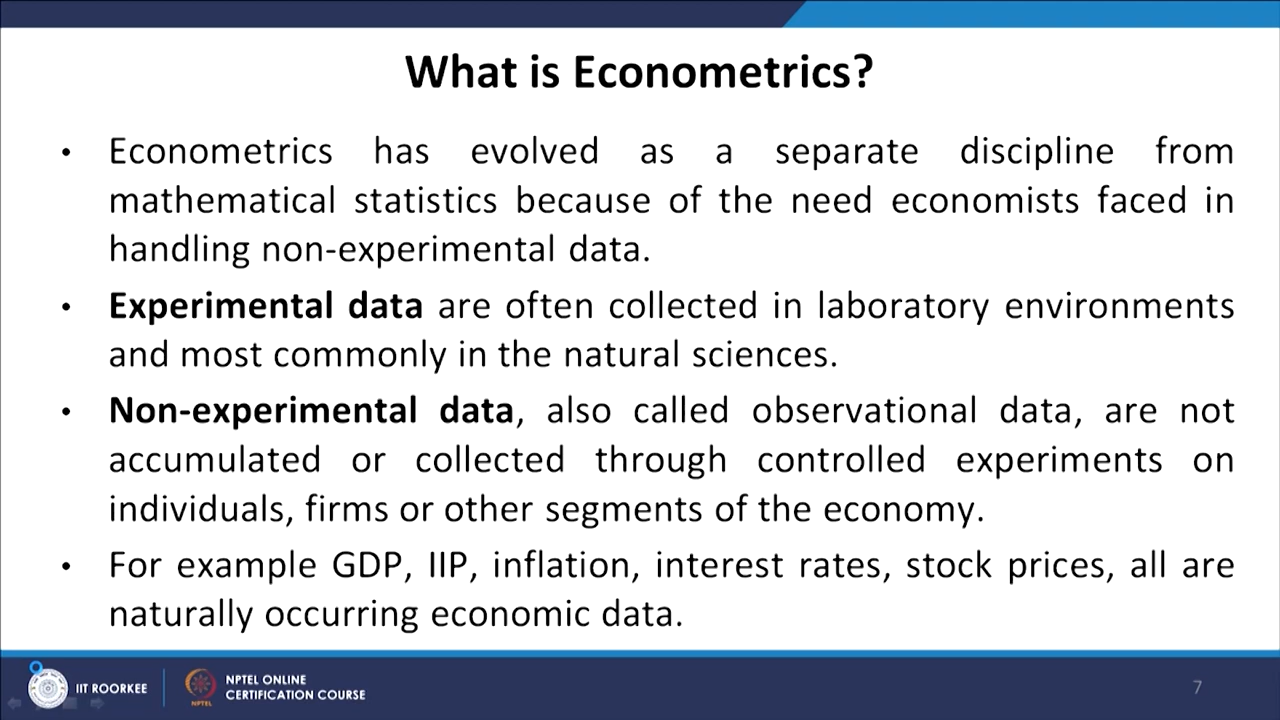 What is Econometrics?
• Econometrics has evolved as a separate discipline from
mathematical statistics because of the need economists faced in
handling non-experimental data.
• Experimental data are often collected in laboratory environments
and most commonly in the natural sciences.
• Non-experimental data, also called observational data, are not
accumulated or collected through controlled experiments on
individuals, firms or other segments of the economy.
• For example GDP, IIP, inflation, interest rates, stock prices, all are
naturally occurring economic data.
IIT ROORKEE
NPTEL
NPTEL ONLINE
CERTIFICATION COURSE
7